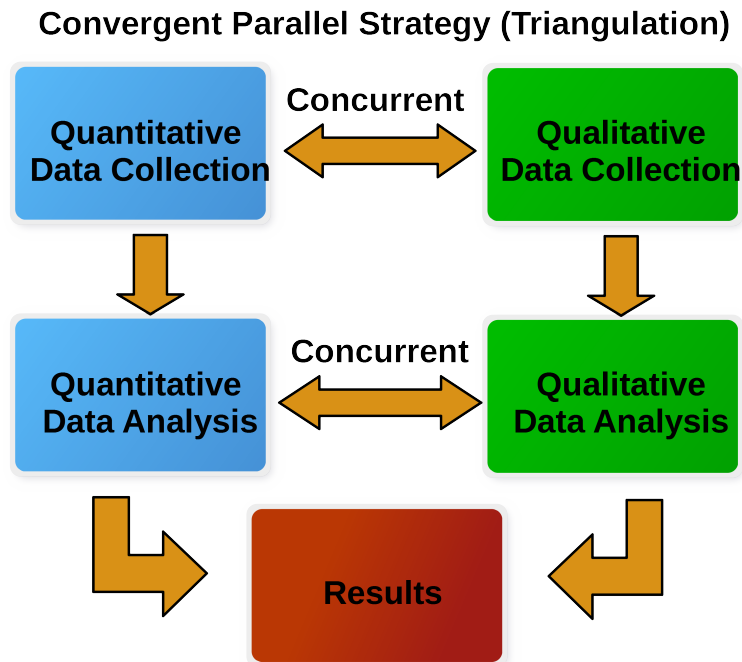 Convergent Parallel Strategy (Triangulation)
Quantitative
Data Collection
Concurrent
Qualitative
Data Collection
Quantitative
Data Analysis
Concurrent
Qualitative
Data Analysis
Results